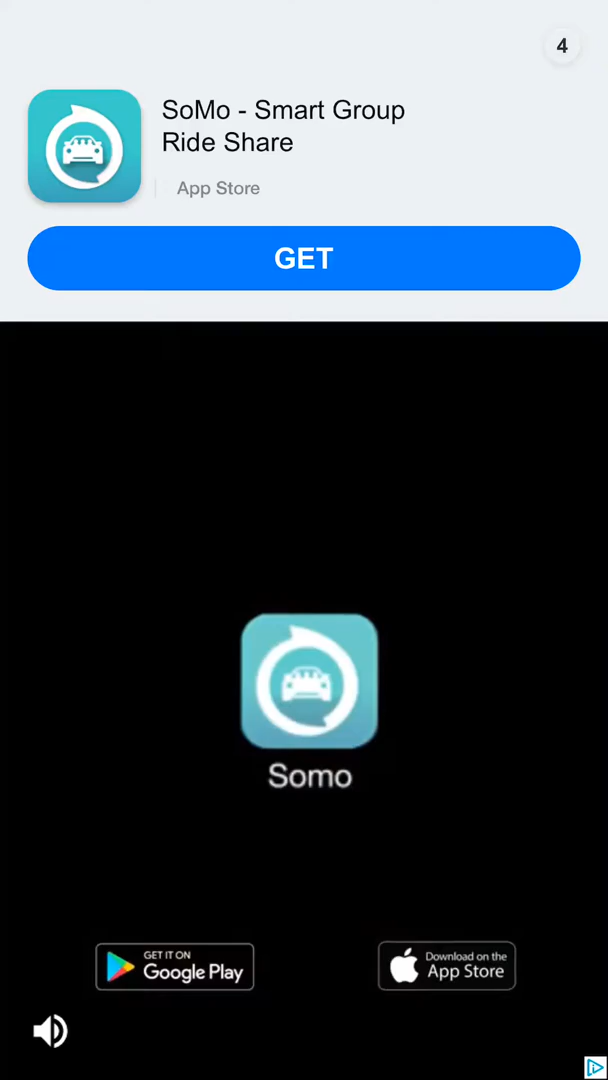 4
SoMo - Smart Group
Ride Share
App Store
GET
Somo
GET IT ON
Google Play
Download on the
App Store